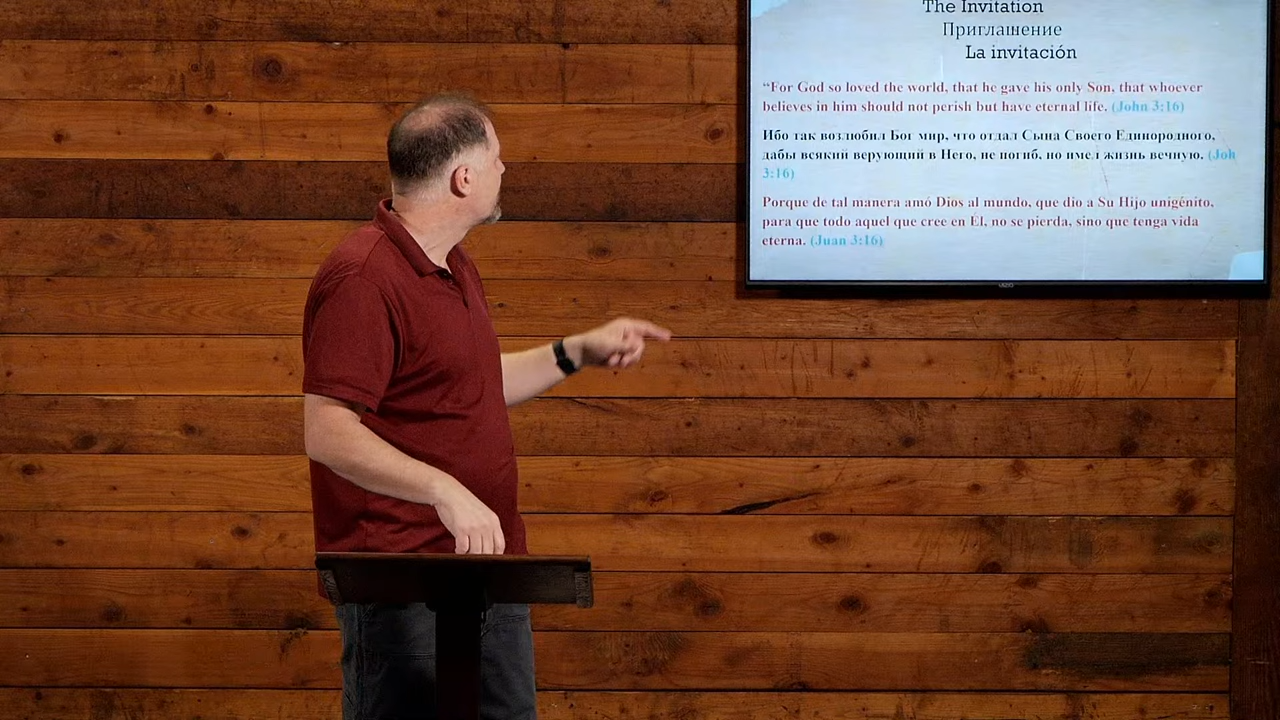 The Invitation
Приглашение
La invitación
“For God so loved the world, that he gave his only Son, that whoever
believes in him should not perish but have eternal life. (John 3:16)
Ибо так возлюбил Бог мир, что отдал Сына Своего Единородного,
дабы всякий верующий в Него, не погиб, но имел жизнь вечную. (Joh
3:16)
Porque de tal manera amó Dios al mundo, que dio a Su Hijo unigénito,
para que todo aquel que cree en Él, no se pierda, sino que tenga vida
eterna. (Juan 3:16)
VIZIO